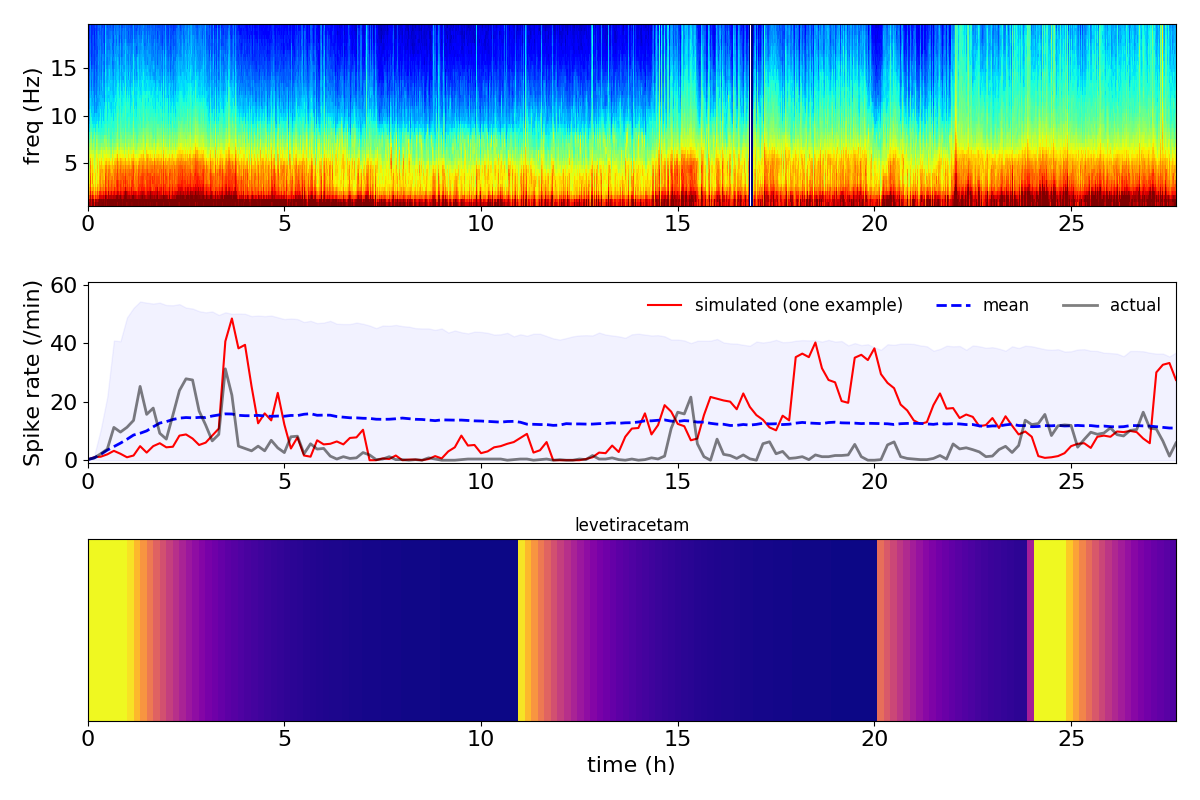 freq (Hz)
15
10
5
0 5 10 15 20 25
Spike rate (/min)
60
40
20
0
simulated (one example) mean actual
0 5 10 15 20 25
levetiracetam
0 5 10 15 20 25
time (h)